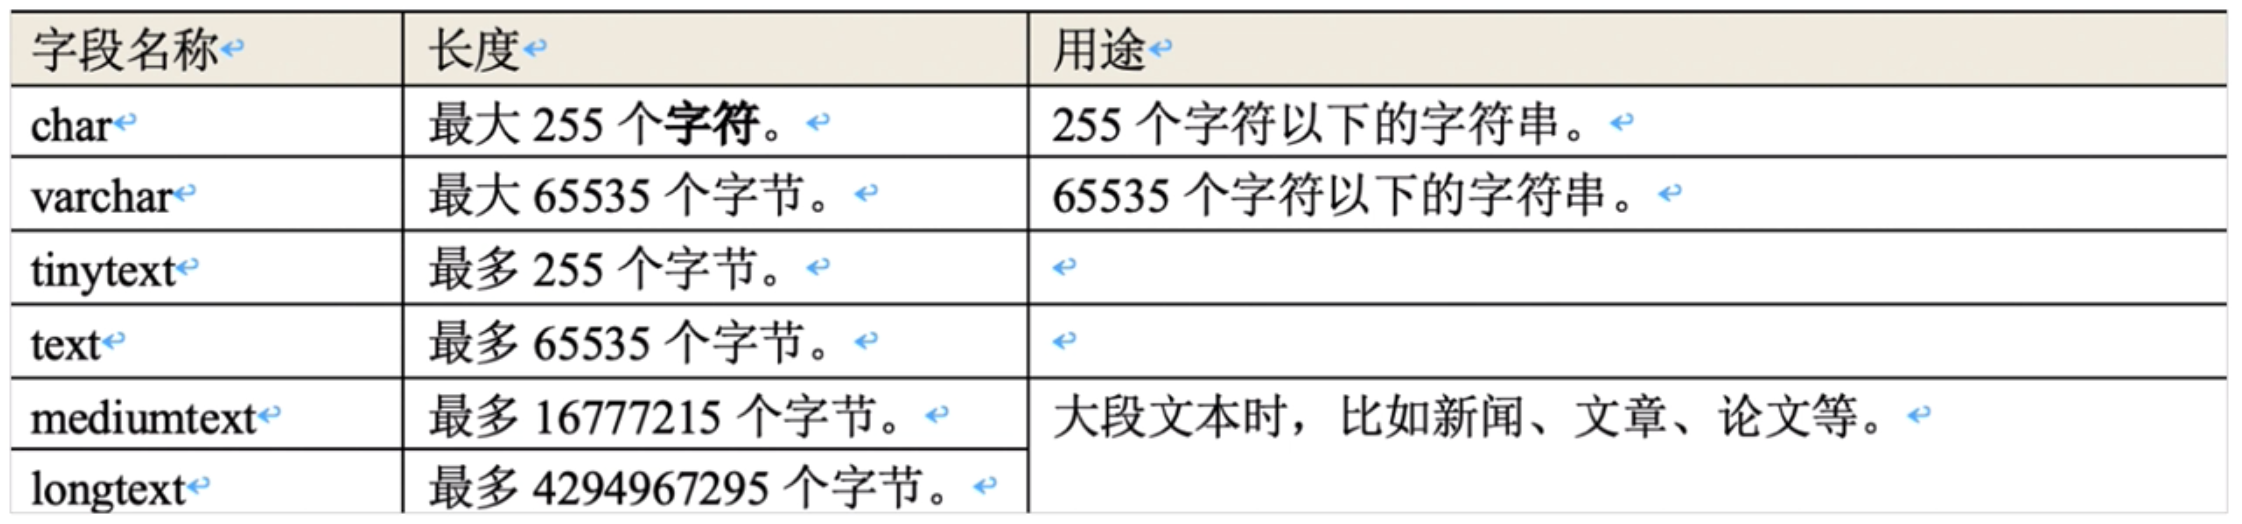 字段名称 长度 用途
char 最大 255 个字符。 255 个字符以下的字符串。
varchar 最大 65535 个字节。 65535 个字符以下的字符串。
tinytext 最多 255 个字节。
text 最多 65535 个字节。
mediumtext 最多 16777215 个字节。 大段文本时，比如新闻、文章、论文等。
longtext 最多 4294967295 个字节。